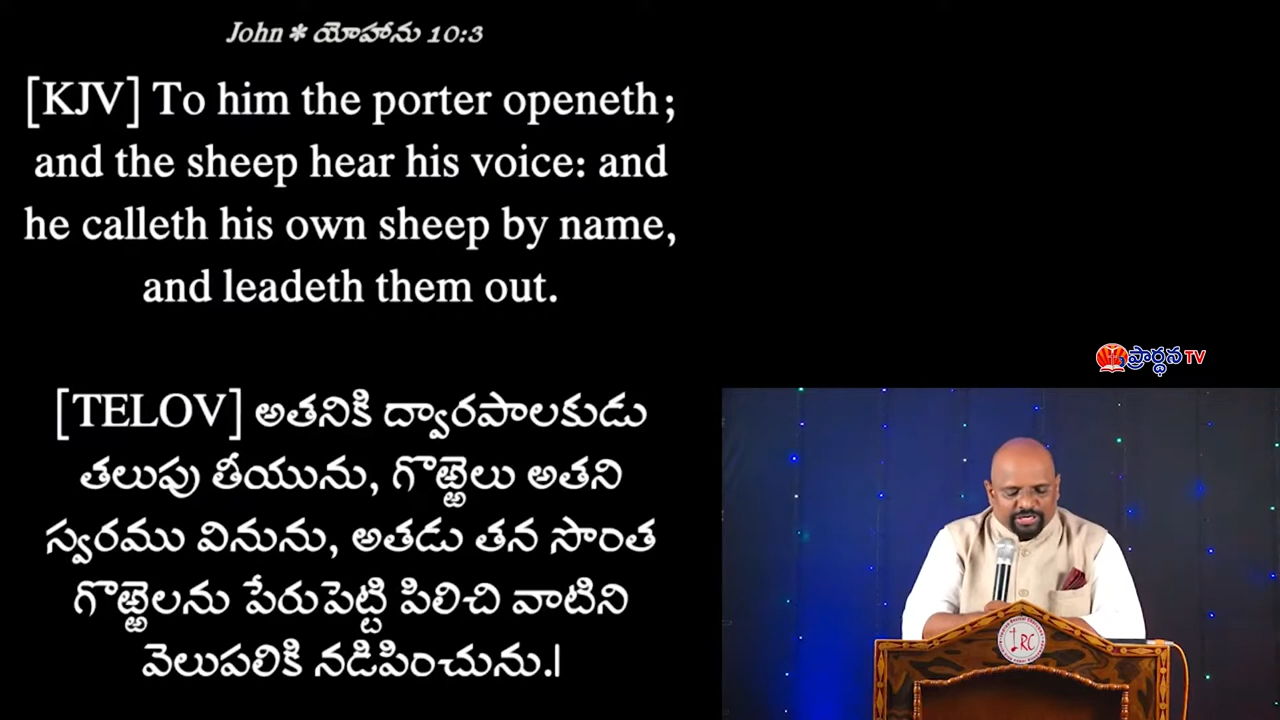 John * యోహాను 10:3
[KJV] To him the porter openeth;
and the sheep hear his voice: and
he calleth his own sheep by name,
and leadeth them out.
[TELOV] అతనికి ద్వారపాలకుడు
తలుపు తీయును, గొఱ్ఱెలు అతని
స్వరము వినును, అతడు తన సొంత
గొఱ్ఱెలను పేరుపెట్టి పిలిచి వాటిని
వెలుపలికి నడిపించును.|
ప్రార్థన TV
RC